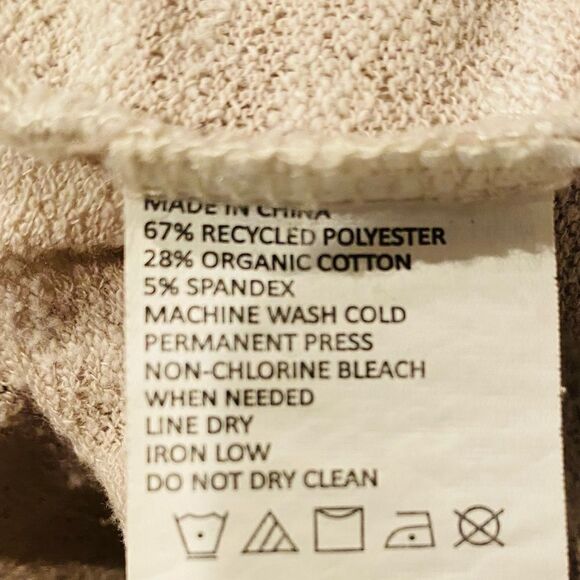 MADE IN CHINA
67% RECYCLED POLYESTER
28% ORGANIC COTTON
5% SPANDEX
MACHINE WASH COLD
PERMANENT PRESS
NON-CHLORINE BLEACH
WHEN NEEDED
LINE DRY
IRON LOW
DO NOT DRY CLEAN